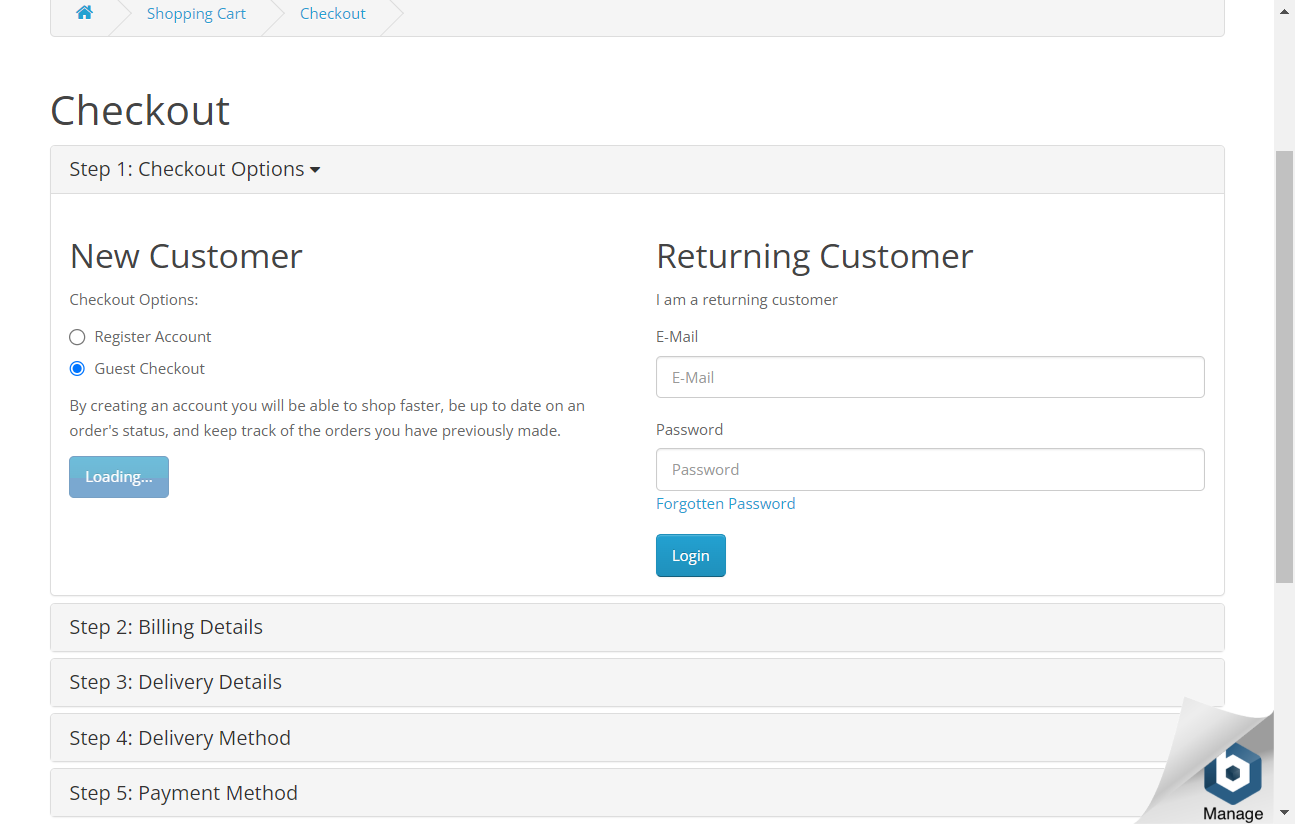 Shopping Cart
Checkout
Checkout
Step 1: Checkout Options
New Customer
Checkout Options:
Register Account
Guest Checkout
By creating an account you will be able to shop faster, be up to date on an
order's status, and keep track of the orders you have previously made.
Loading...
Returning Customer
I am a returning customer
E-Mail
E-Mail
Password
Password
Forgotten Password
Login
Step 2: Billing Details
Step 3: Delivery Details
Step 4: Delivery Method
Step 5: Payment Method
b
Manage